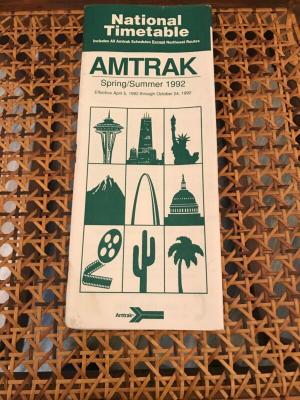 National
Timetable
Includes All Amtrak Schedules Except Northeast Routes
AMTRAK
Spring/Summer 1992
Effective April 5, 1992 through October 24, 1992
Amtrak